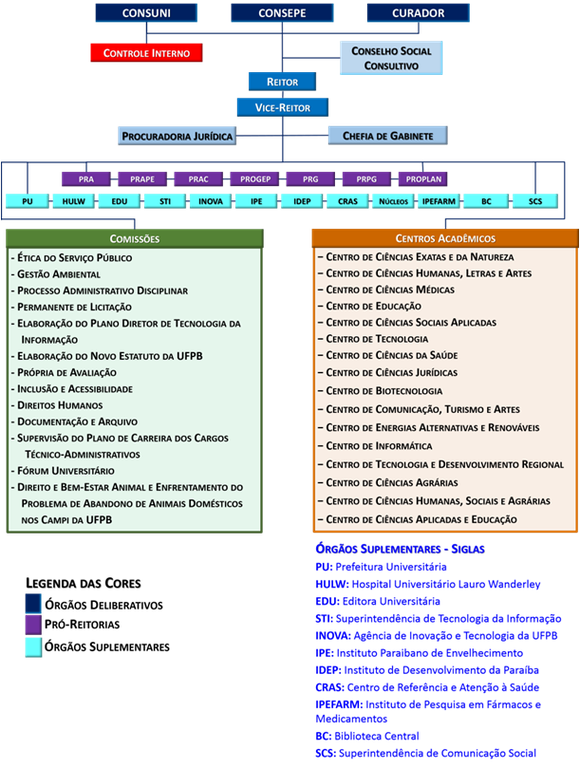 CONSUNI
CONSEPE
CURADOR
CONTROLE INTERNO
CONSELHO SOCIAL
CONSULTIVO
REITOR
VICE-REITOR
PROCURADORIA JURÍDICA
CHEFIA DE GABINETE
PRA
PRAPE
PRAC
PROGEP
PRG
PRPG
PROPLAN
PU
HULW
EDU
STI
INOVA
IPE
IDEP
CRAS
NÚCLEOS
IPEFARM
BC
SCS
COMISSÕES
- ÉTICA DO SERVIÇO PÚBLICO
- GESTÃO AMBIENTAL
- PROCESSO ADMINISTRATIVO DISCIPLINAR
- PERMANENTE DE LICITAÇÃO
- ELABORAÇÃO DO PLANO DIRETOR DE TECNOLOGIA DA
INFORMAÇÃO
- ELABORAÇÃO DO NOVO ESTATUTO DA UFPB
- PRÓPRIA DE AVALIAÇÃO
- INCLUSÃO E ACESSIBILIDADE
- DIREITOS HUMANOS
- DOCUMENTAÇÃO E ARQUIVO
- SUPERVISÃO DO PLANO DE CARREIRA DOS CARGOS
TÉCNICO-ADMINISTRATIVOS
- FÓRUM UNIVERSITÁRIO
- DIREITO E BEM-ESTAR ANIMAL E ENFRENTAMENTO DO
PROBLEMA DE ABANDONO DE ANIMAIS DOMÉSTICOS
NOS CAMPI DA UFPB
CENTROS ACADÊMICOS
– CENTRO DE CIÊNCIAS EXATAS E DA NATUREZA
– CENTRO DE CIÊNCIAS HUMANAS, LETRAS E ARTES
– CENTRO DE CIÊNCIAS MÉDICAS
– CENTRO DE EDUCAÇÃO
– CENTRO DE CIÊNCIAS SOCIAIS APLICADAS
– CENTRO DE TECNOLOGIA
– CENTRO DE CIÊNCIAS DA SAÚDE
– CENTRO DE CIÊNCIAS JURÍDICAS
– CENTRO DE BIOTECNOLOGIA
– CENTRO DE COMUNICAÇÃO, TURISMO E ARTES
– CENTRO DE ENERGIAS ALTERNATIVAS E RENOVÁVEIS
– CENTRO DE INFORMÁTICA
– CENTRO DE TECNOLOGIA E DESENVOLVIMENTO REGIONAL
– CENTRO DE CIÊNCIAS AGRÁRIAS
– CENTRO DE CIÊNCIAS HUMANAS, SOCIAIS E AGRÁRIAS
– CENTRO DE CIÊNCIAS APLICADAS E EDUCAÇÃO
LEGENDA DAS CORES
ÓRGÃOS DELIBERATIVOS
PRÓ-REITORIAS
ÓRGÃOS SUPLEMENTARES
ÓRGÃOS SUPLEMENTARES - SIGLAS
PU: Prefeitura Universitária
HULW: Hospital Universitário Lauro Wanderley
EDU: Editora Universitária
STI: Superintendência de Tecnologia da Informação
INOVA: Agência de Inovação e Tecnologia da UFPB
IPE: Instituto Paraibano de Envelhecimento
IDEP: Instituto de Desenvolvimento da Paraíba
CRAS: Centro de Referência e Atenção à Saúde
IPEFARM: Instituto de Pesquisa em Fármacos e
Medicamentos
BC: Biblioteca Central
SCS: Superintendência de Comunicação Social